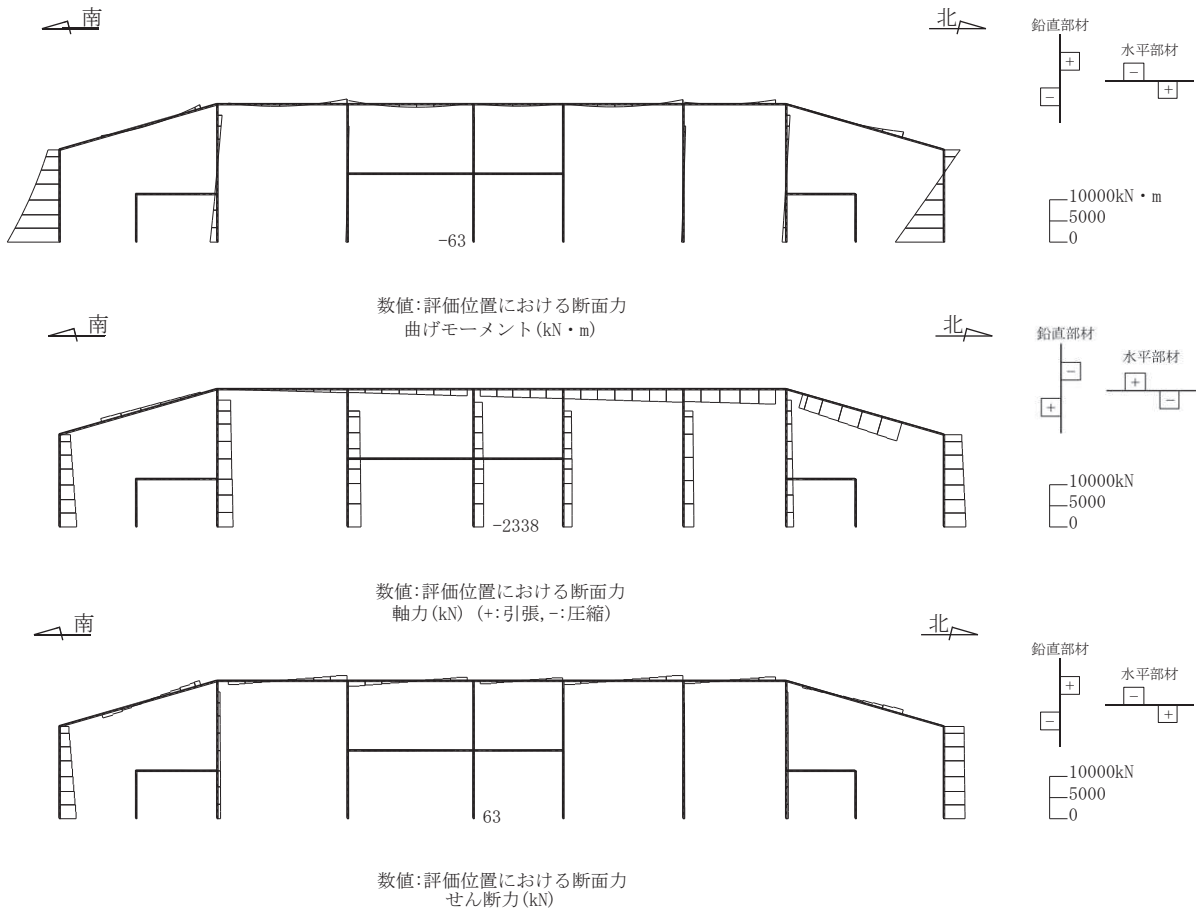 南
北
鉛直部材
+
−
水平部材
−
+
10000kN・m
5000
0
-63
数値:評価位置における断面力
曲げモーメント(kN・m)
南
北
鉛直部材
−
+
水平部材
+
−
10000kN
5000
0
-2338
数値:評価位置における断面力
軸力(kN) (+:引張,-:圧縮)
南
北
鉛直部材
+
−
水平部材
−
+
10000kN
5000
0
63
数値:評価位置における断面力
せん断力(kN)